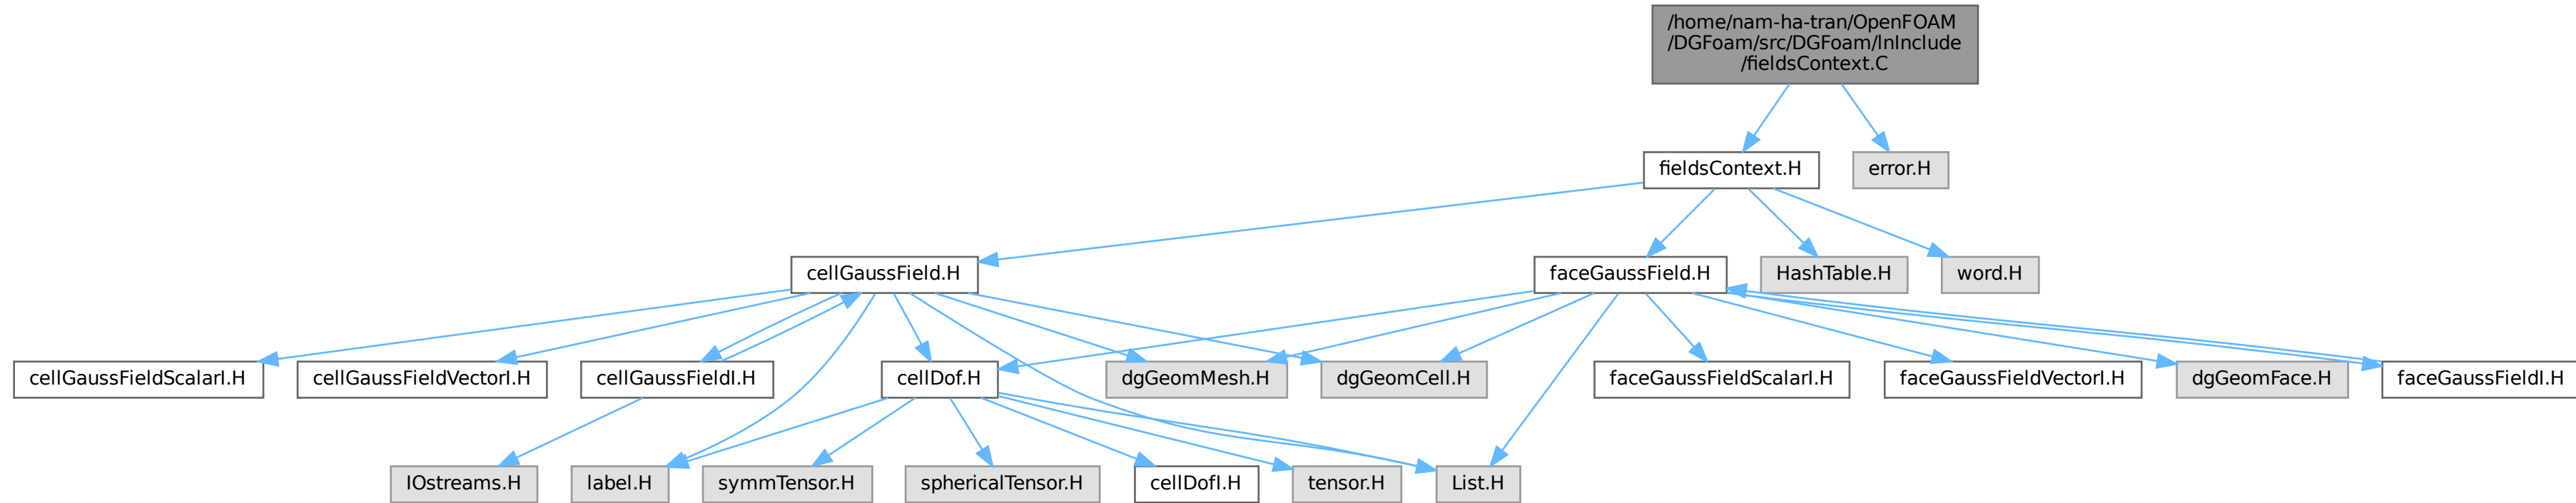 /home/nam-ha-tran/OpenFOAM
/DGFoam/src/DGFoam/lnInclude
/fieldsContext.C
fieldsContext.H
error.H
cellGaussField.H
faceGaussField.H
HashTable.H
word.H
cellGaussFieldScalarI.H
cellGaussFieldVectorI.H
cellGaussFieldI.H
cellDof.H
dgGeomMesh.H
dgGeomCell.H
faceGaussFieldScalarI.H
faceGaussFieldVectorI.H
dgGeomFace.H
faceGaussFieldI.H
IOstreams.H
label.H
symmTensor.H
sphericalTensor.H
cellDofI.H
tensor.H
List.H